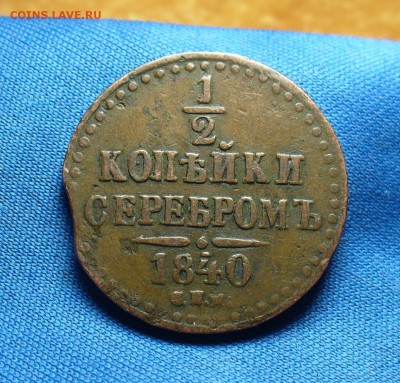 COINS.LAVE.RU
1/2
КОПѢЙКИ
СЕРЕБРОМЪ
1840